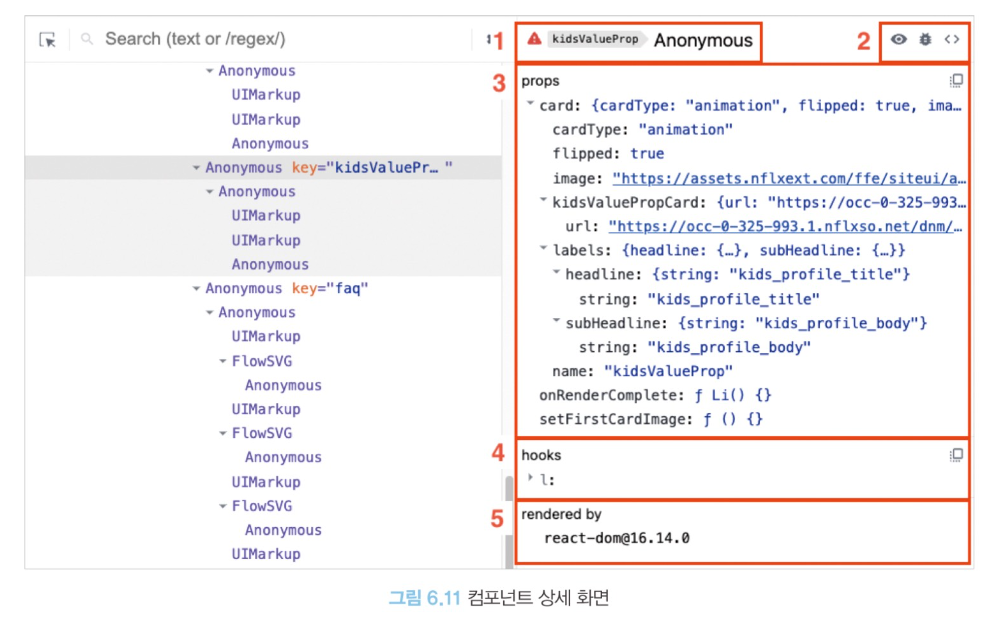 Search (text or /regex/)
Anonymous
UIMarkup
UIMarkup
Anonymous
Anonymous key="kidsValuePr… "
Anonymous
UIMarkup
UIMarkup
Anonymous
Anonymous key="faq"
Anonymous
UIMarkup
FlowSVG
Anonymous
UIMarkup
FlowSVG
Anonymous
UIMarkup
FlowSVG
Anonymous
UIMarkup
1
kidsValueProp Anonymous
2
3
props
card: {cardType: "animation", flipped: true, ima…
cardType: "animation"
flipped: true
image: "https://assets.nflxext.com/ffe/siteui/a…
kidsValuePropCard: {url: "https://occ-0-325-993…
url: "https://occ-0-325-993.1.nflxso.net/dnm/…
labels: {headline: {…}, subHeadline: {…}}
headline: {string: "kids_profile_title"}
string: "kids_profile_title"
subHeadline: {string: "kids_profile_body"}
string: "kids_profile_body"
name: "kidsValueProp"
onRenderComplete: ƒ Li() {}
setFirstCardImage: ƒ () {}
4
hooks
l:
5
rendered by
react-dom@16.14.0
그림 6.11 컴포넌트 상세 화면